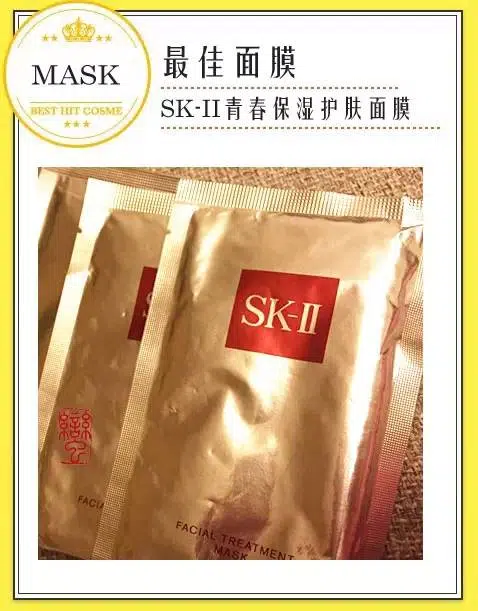 MASK
BEST HIT COSME
最佳面膜
SK-II青春保湿护肤面膜
SK-II
FACIAL TREATMENT
MASK
FACIAL